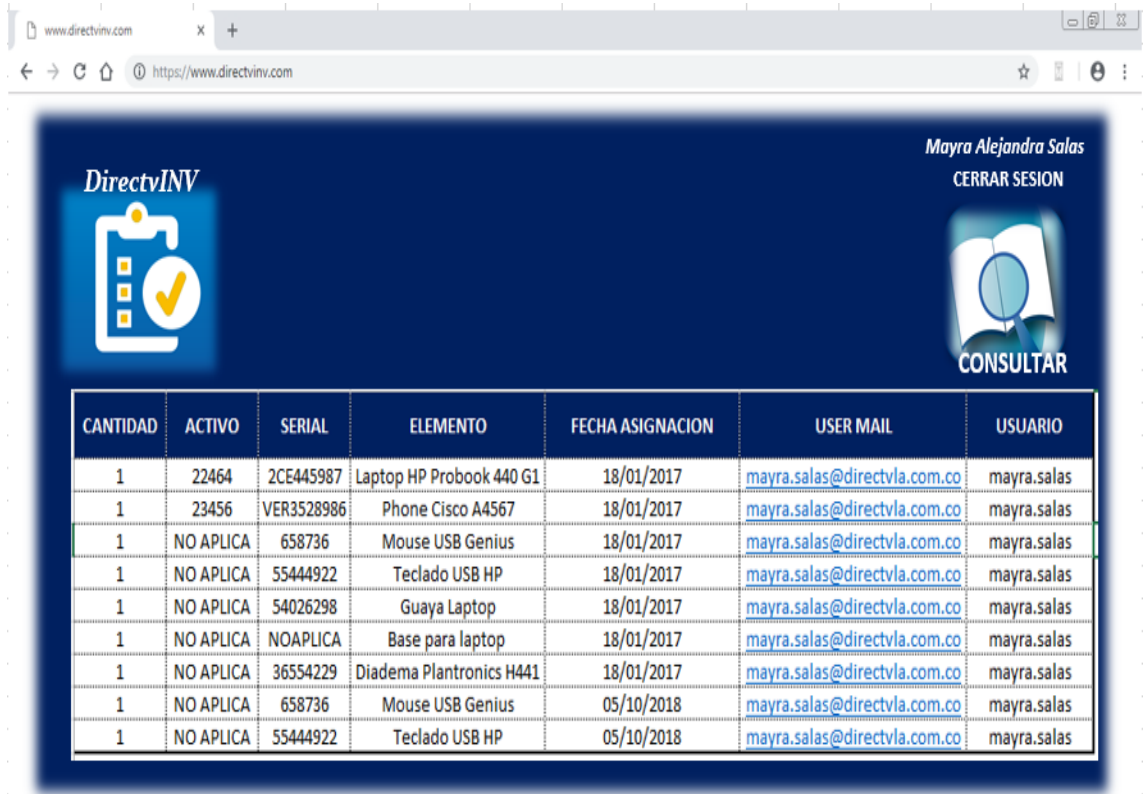 www.directvinv.com
https://www.directvinv.com
Mayra Alejandra Salas
DirectvINV
CERRAR SESION
CONSULTAR
CANTIDAD ACTIVO SERIAL ELEMENTO FECHA ASIGNACION USER MAIL USUARIO
1 22464 2CE445987 Laptop HP Probook 440 G1 18/01/2017 mayra.salas@directvla.com.co mayra.salas
1 23456 VER3528986 Phone Cisco A4567 18/01/2017 mayra.salas@directvla.com.co mayra.salas
1 NO APLICA 658736 Mouse USB Genius 18/01/2017 mayra.salas@directvla.com.co mayra.salas
1 NO APLICA 55444922 Teclado USB HP 18/01/2017 mayra.salas@directvla.com.co mayra.salas
1 NO APLICA 54026298 Guaya Laptop 18/01/2017 mayra.salas@directvla.com.co mayra.salas
1 NO APLICA NOAPLICA Base para laptop 18/01/2017 mayra.salas@directvla.com.co mayra.salas
1 NO APLICA 36554229 Diadema Plantronics H441 18/01/2017 mayra.salas@directvla.com.co mayra.salas
1 NO APLICA 658736 Mouse USB Genius 05/10/2018 mayra.salas@directvla.com.co mayra.salas
1 NO APLICA 55444922 Teclado USB HP 05/10/2018 mayra.salas@directvla.com.co mayra.salas